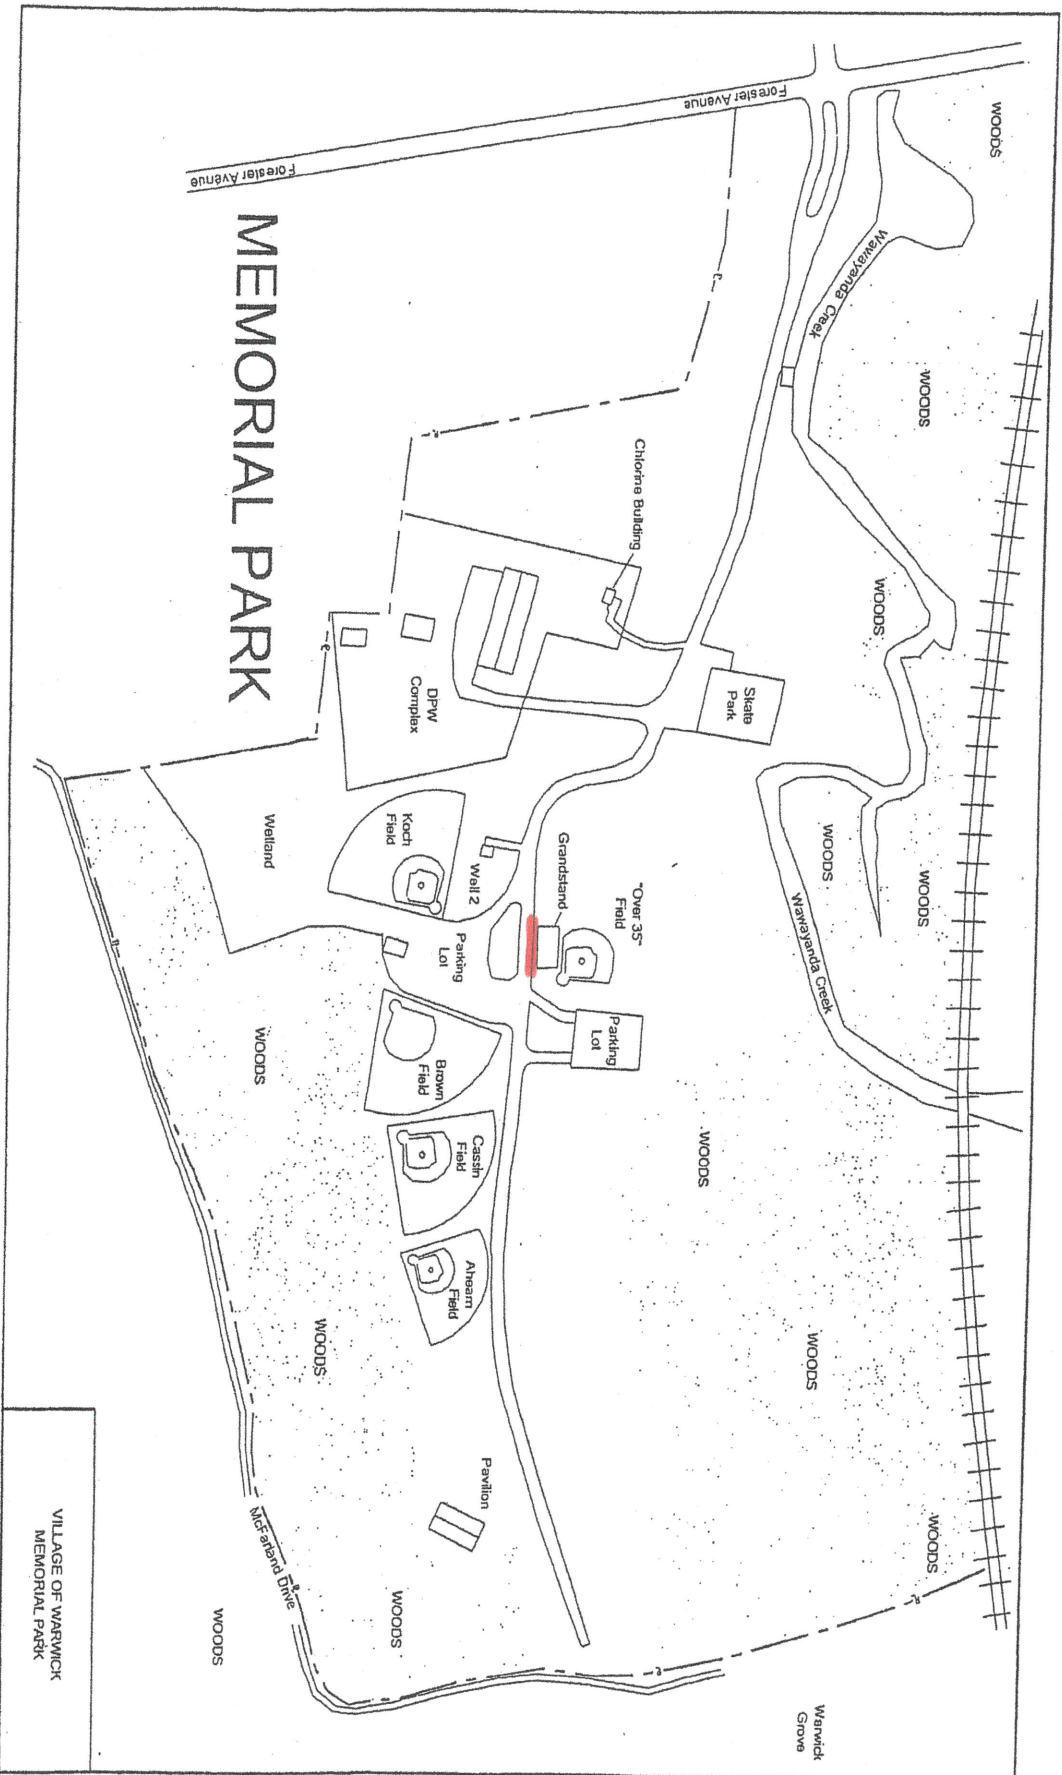 Forester Avenue
Forester Avenue
MEMORIAL PARK
WOODS
Wawayanda Creek
WOODS
Chlorine Building
WOODS
Skate
Park
DPW
Complex
Wetland
Koch
Field
Well 2
Grandstand
"Over 35"
Field
WOODS
WOODS
Wawayanda Creek
Parking
Lot
Parking
Lot
WOODS
Brown
Field
Cassin
Field
WOODS
Ahearn
Field
WOODS
WOODS
Pavilion
WOODS
McFarland Drive
WOODS
WOODS
Warwick
Grove
VILLAGE OF WARWICK
MEMORIAL PARK